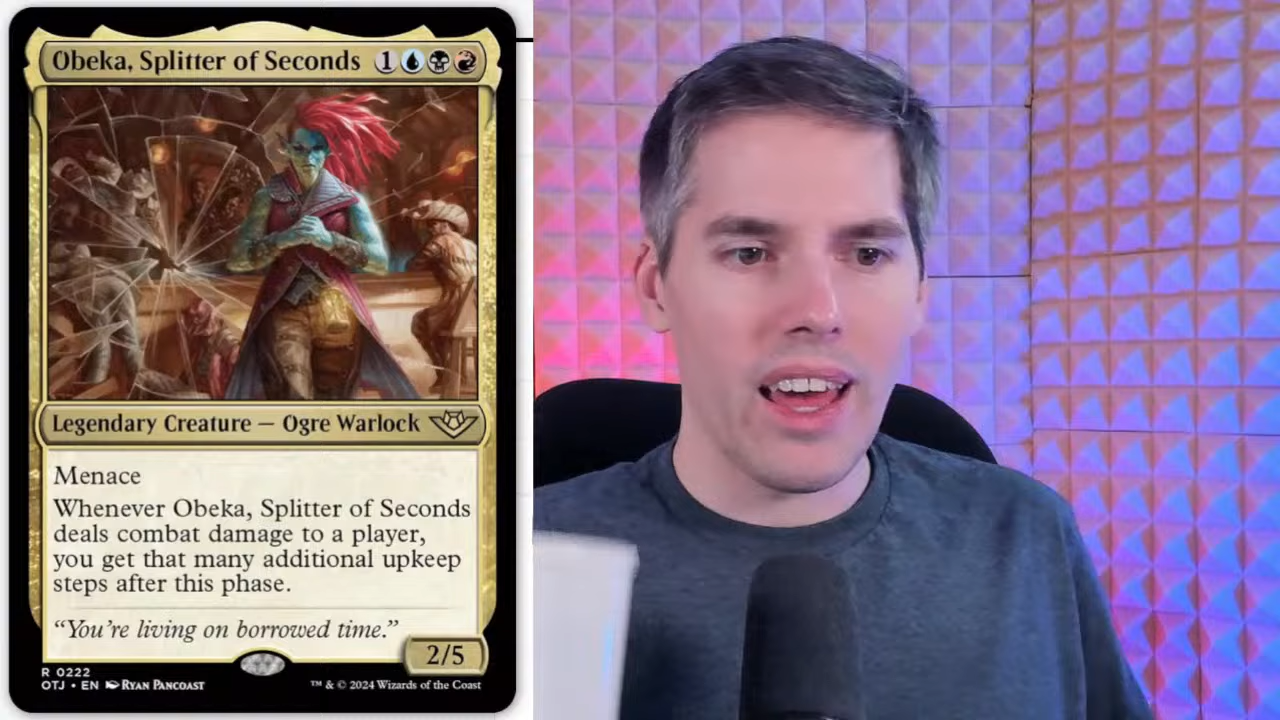 Obeka, Splitter of Seconds 1
Legendary Creature — Ogre Warlock
Menace
Whenever Obeka, Splitter of Seconds
deals combat damage to a player,
you get that many additional upkeep
steps after this phase.
“You’re living on borrowed time.”
2/5
R 0222
OTJ • EN Ryan Pancoast
™ & © 2024 Wizards of the Coast